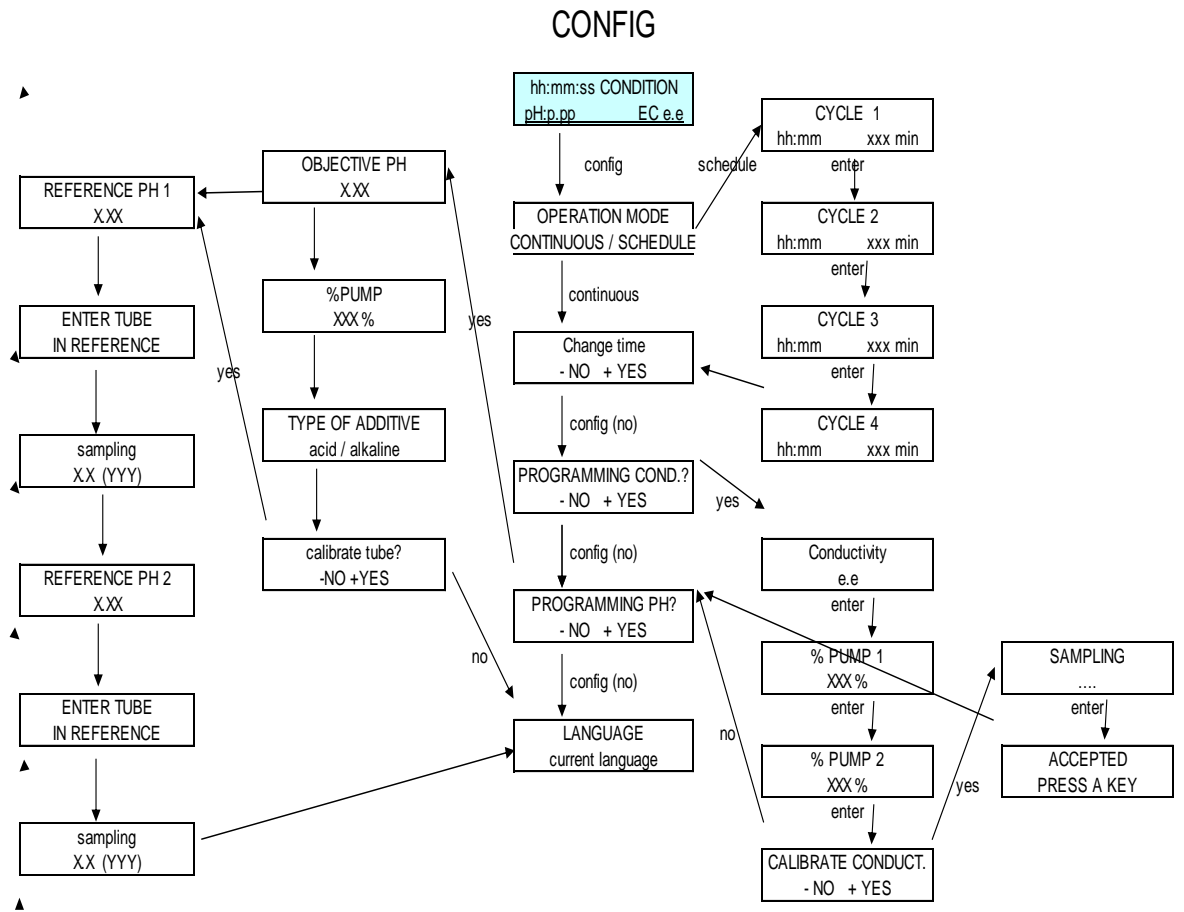 CONFIG
hh:mm:ss CONDITION
pH:p.pp EC e.e
config
OPERATION MODE
CONTINUOUS / SCHEDULE
schedule
CYCLE 1
hh:mm xxx min
enter
CYCLE 2
hh:mm xxx min
enter
CYCLE 3
hh:mm xxx min
enter
CYCLE 4
hh:mm xxx min
continuous
Change time
- NO + YES
config (no)
PROGRAMMING COND.?
- NO + YES
yes
config (no)
PROGRAMMING PH?
- NO + YES
config (no)
LANGUAGE
current language
yes
OBJECTIVE PH
X.XX
%PUMP
XXX %
TYPE OF ADDITIVE
acid / alkaline
calibrate tube?
-NO +YES
no
yes
REFERENCE PH 1
X.XX
ENTER TUBE
IN REFERENCE
sampling
X.X (YYY)
REFERENCE PH 2
X.XX
ENTER TUBE
IN REFERENCE
sampling
X.X (YYY)
Conductivity
e.e
enter
% PUMP 1
XXX %
enter
% PUMP 2
XXX %
enter
CALIBRATE CONDUCT.
- NO + YES
no
yes
SAMPLING
....
enter
ACCEPTED
PRESS A KEY